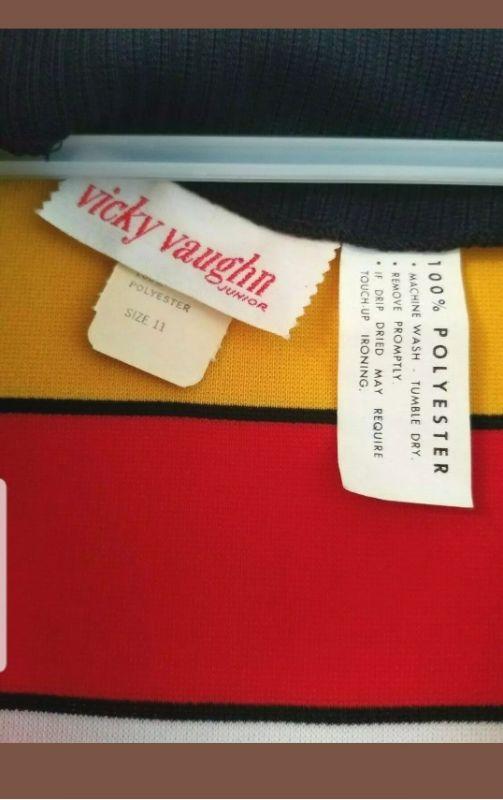 vicky vaughn
JUNIOR
POLYESTER
SIZE 11
100% POLYESTER
• MACHINE WASH - TUMBLE DRY.
• REMOVE PROMPTLY.
• IF DRIP DRIED MAY REQUIRE
TOUCH-UP IRONING.